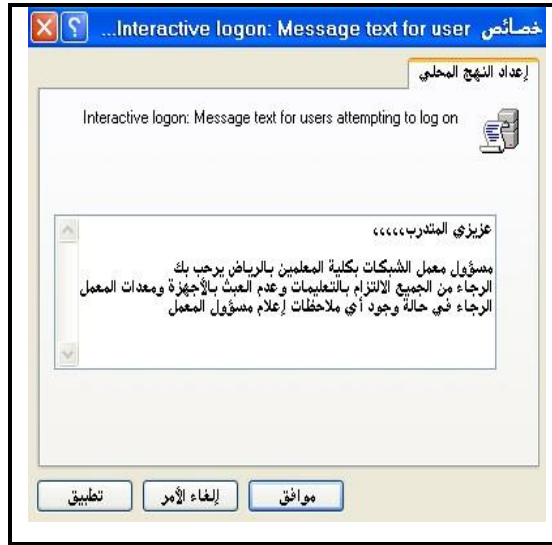 خصائص Interactive logon: Message text for user...
إعداد النهج المحلي
Interactive logon: Message text for users attempting to log on
عزيزي المتدرب،،،،،
مسؤول معمل الشبكات بكلية المعلمين بالرياض يرحب بك
الرجاء من الجميع الالتزام بالتعليمات وعدم العبث بالأجهزة ومعدات المعمل
الرجاء في حالة وجود أي ملاحظات إعلام مسؤول المعمل
موافق
إلغاء الأمر
تطبيق